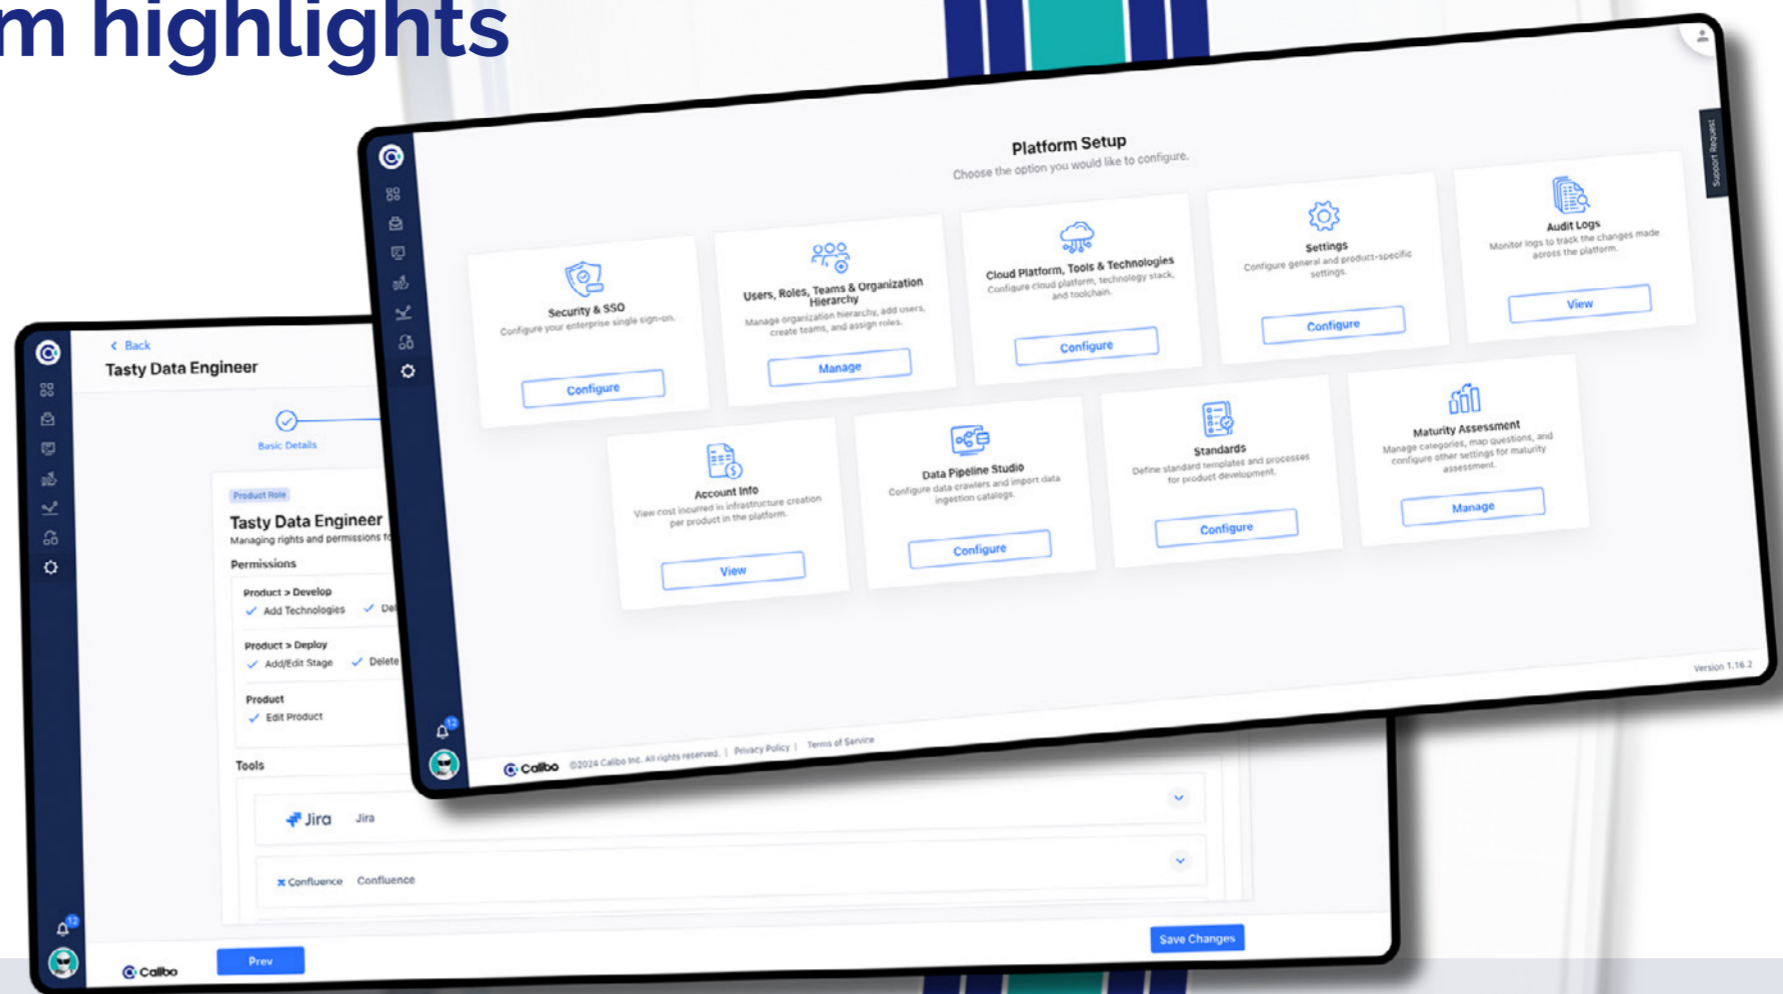 m highlights
Platform Setup
Choose the option you would like to configure.
Support Request
Security & SSO
Configure your enterprise single sign-on.
Configure
Users, Roles, Teams & Organization
Hierarchy
Manage organization hierarchy, add users,
create teams, and assign roles.
Manage
Cloud Platform, Tools & Technologies
Configure cloud platform, technology stack,
and toolchain.
Configure
Settings
Configure general and product-specific
settings.
Configure
Audit Logs
Monitor logs to track the changes made
across the platform.
View
Account Info
View cost incurred in infrastructure creation
per product in the platform.
View
Data Pipeline Studio
Configure data crawlers and import data
ingestion catalogs.
Configure
Standards
Define standard templates and processes
for product development.
Configure
Maturity Assessment
Manage categories, map questions, and
configure other settings for maturity
assessment.
Manage
12
Calibo ©2024 Calibo Inc. All rights reserved. | Privacy Policy | Terms of Service
Version 1.16.2
< Back
Tasty Data Engineer
Basic Details
Product Role
Tasty Data Engineer
Managing rights and permissions fo
Permissions
Product > Develop
Add Technologies Del
Product > Deploy
Add/Edit Stage Delete
Product
Edit Product
Tools
Jira Jira
Confluence Confluence
12
Calibo
Prev
Save Changes